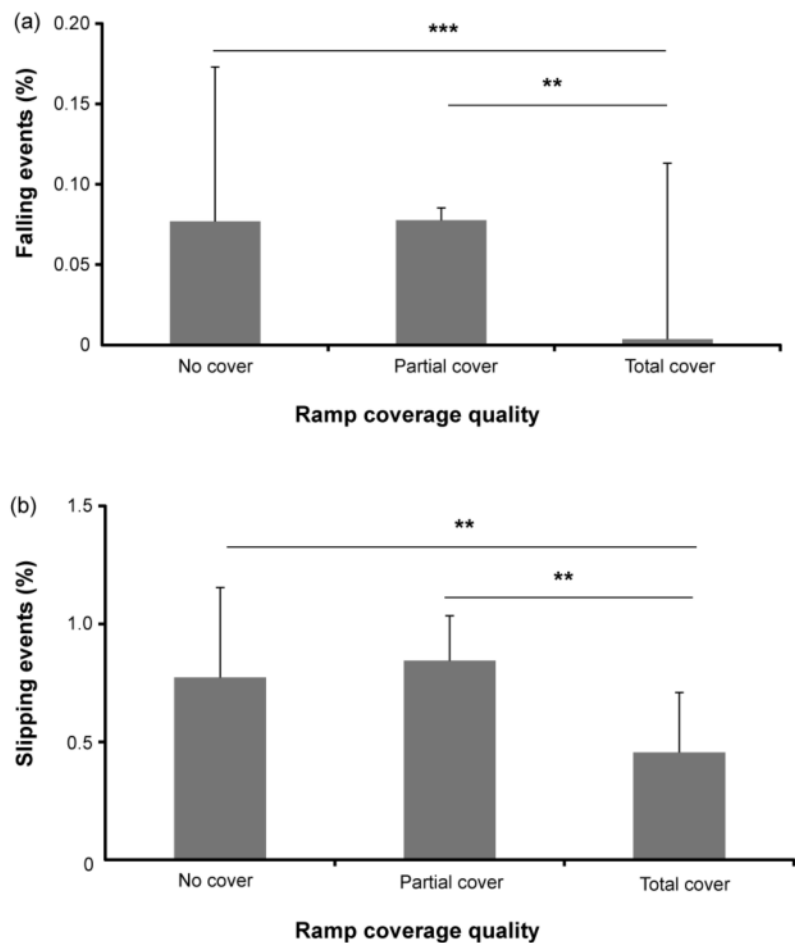 (a)
Falling events (%)
0.20
0.15
0.10
0.05
0
***
**
No cover
Partial cover
Total cover
Ramp coverage quality
(b)
Slipping events (%)
1.5
1.0
0.5
0
**
**
No cover
Partial cover
Total cover
Ramp coverage quality